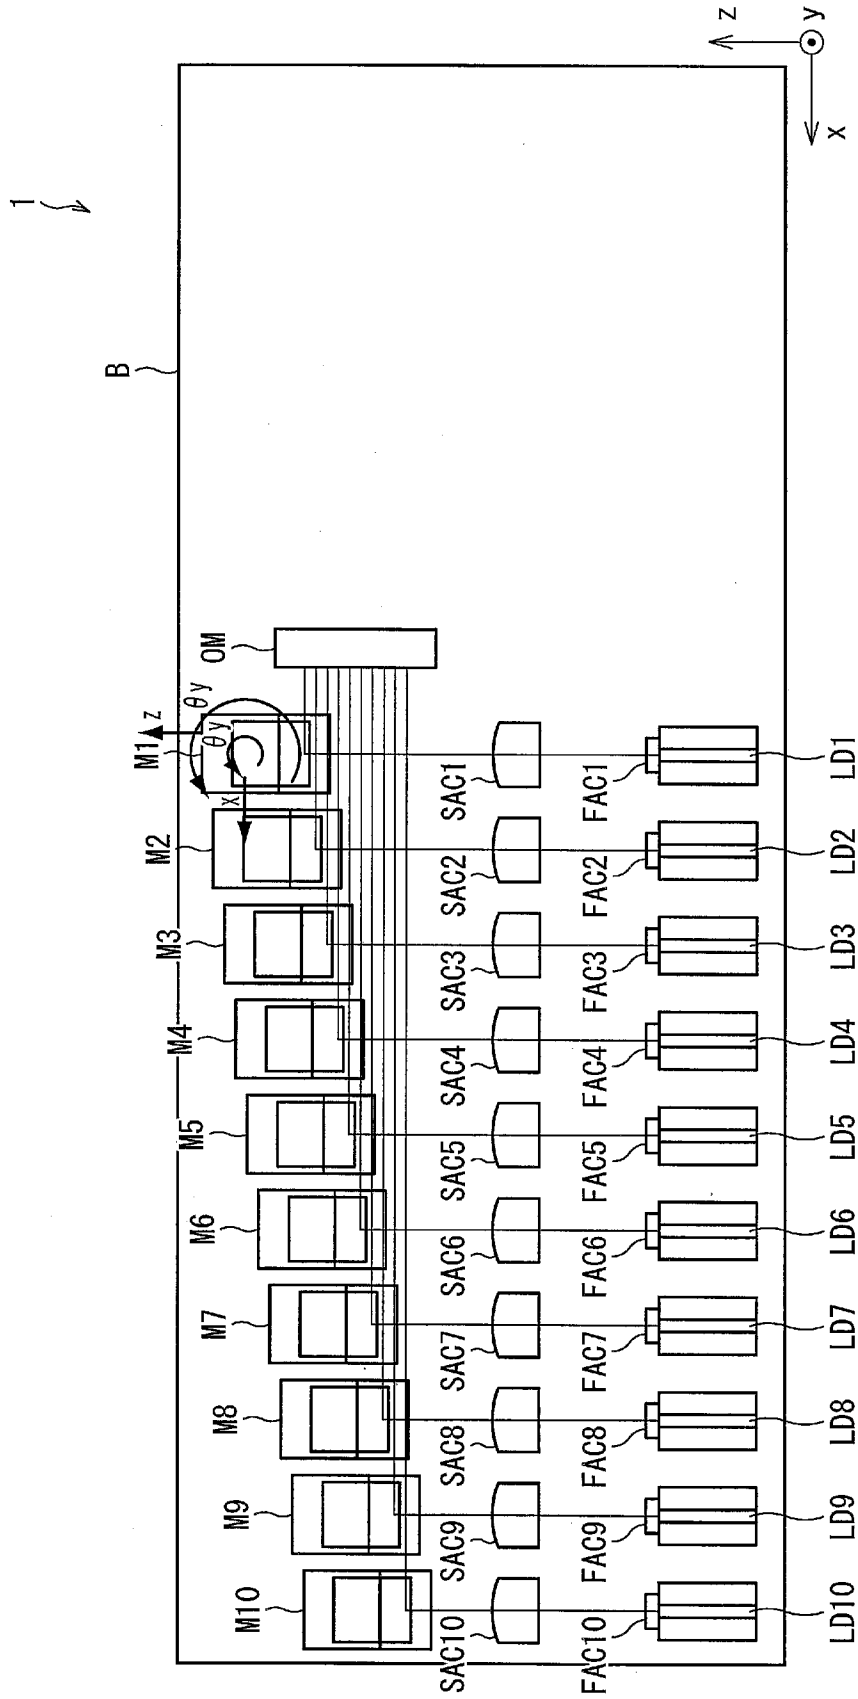 1
B
OM
M1
M2
M3
M4
M5
M6
M7
M8
M9
M10
θy
θy
z
x
SAC1
SAC2
SAC3
SAC4
SAC5
SAC6
SAC7
SAC8
SAC9
SAC10
FAC1
FAC2
FAC3
FAC4
FAC5
FAC6
FAC7
FAC8
FAC9
FAC10
LD1
LD2
LD3
LD4
LD5
LD6
LD7
LD8
LD9
LD10
z
y
x